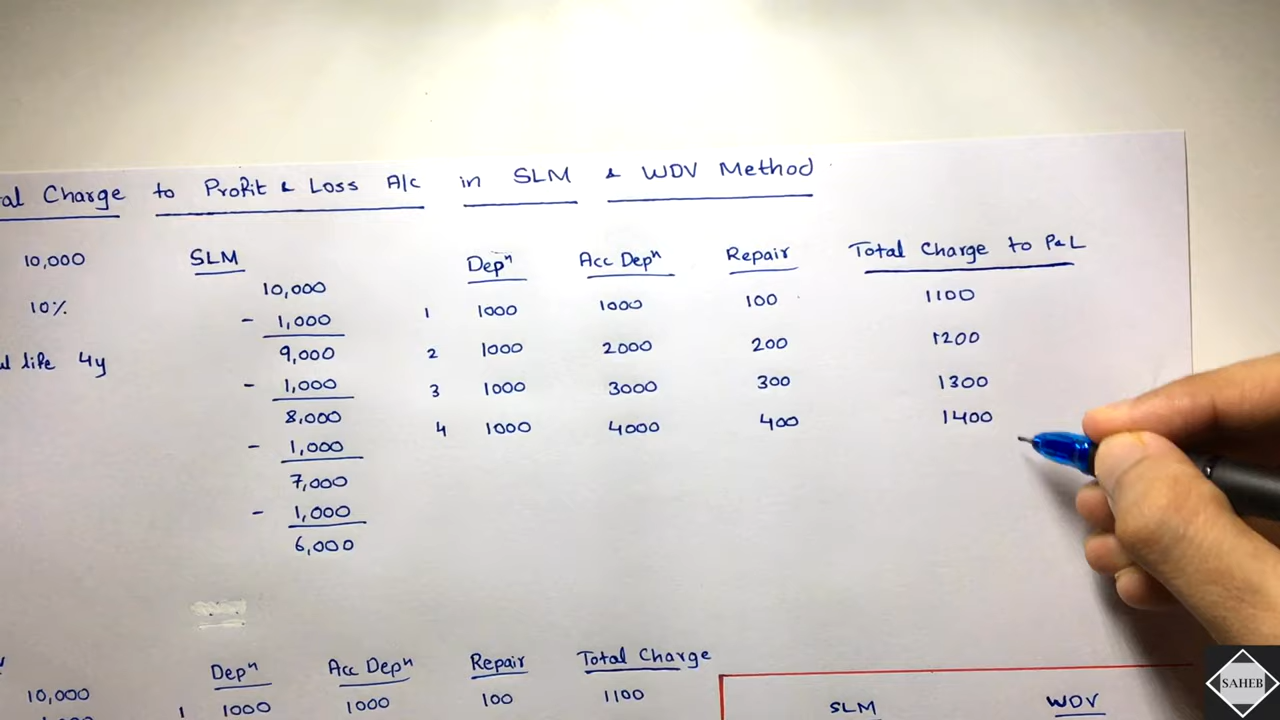 al Charge to Profit & Loss A/c in SLM & WDV Method
10,000 SLM Depⁿ Acc Depⁿ Repair Total Charge to P&L
10,000
10% - 1,000 1 1000 1000 100 1100
9,000 2 1000 2000 200 1200
life 4y - 1,000 3 1000 3000 300 1300
8,000 4 1000 4000 400 1400
- 1,000
7,000
- 1,000
6,000
Depⁿ Acc Depⁿ Repair Total Charge
10,000 1 1000 1000 100 1100
SLM WDV
SAHEB